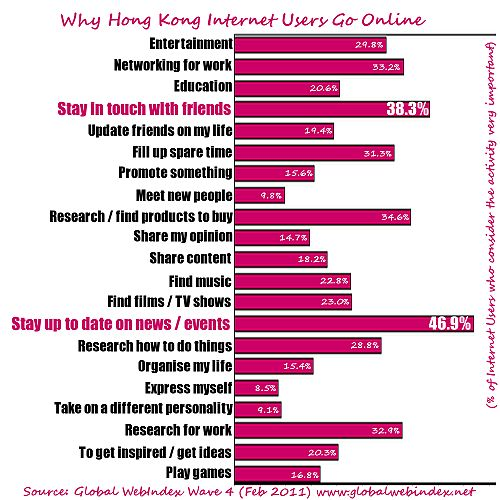 Why Hong Kong Internet Users Go Online
Entertainment 29.8%
Networking for work 33.2%
Education 20.6%
Stay in touch with friends 38.3%
Update friends on my life 19.4%
Fill up spare time 31.3%
Promote something 15.6%
Meet new people 9.8%
Research / find products to buy 34.6%
Share my opinion 14.7%
Share content 18.2%
Find music 22.8%
Find films / TV shows 23.0%
Stay up to date on news / events 46.9%
Research how to do things 28.8%
Organise my life 15.4%
Express myself 8.5%
Take on a different personality 9.1%
Research for work 32.9%
To get inspired / get ideas 20.3%
Play games 16.8%
(% of Internet Users who consider the activity very important)
Source: Global WebIndex Wave 4 (Feb 2011) www.globalwebindex.net